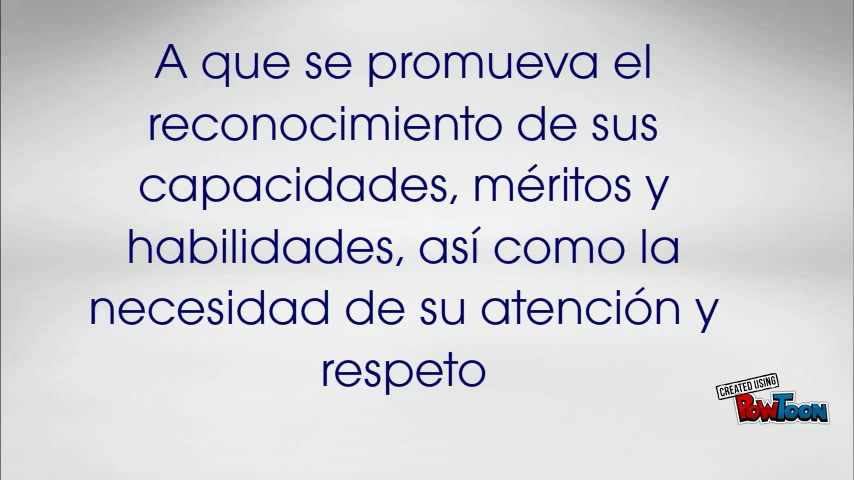 A que se promueva el
reconocimiento de sus
capacidades, méritos y
habilidades, así como la
necesidad de su atención y
respeto
CREATED USING
POWTOON